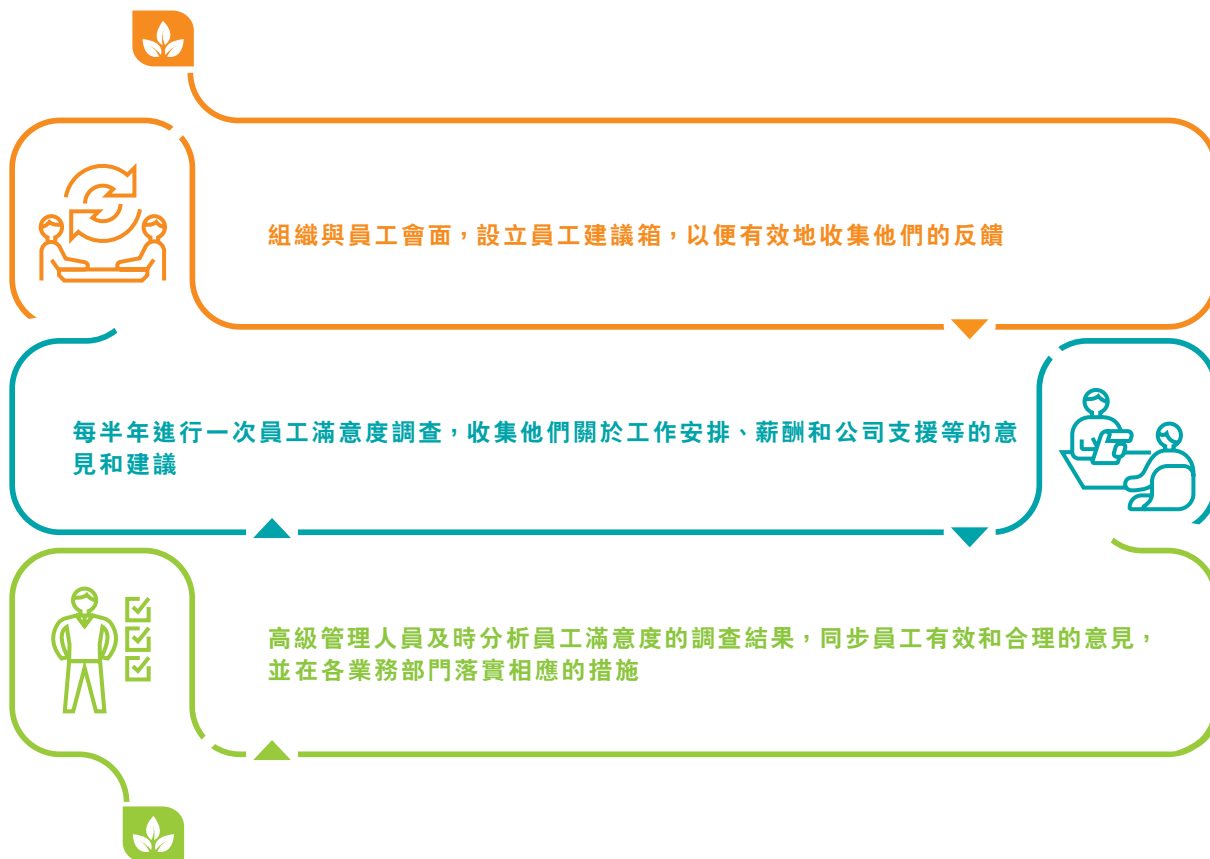 組織與員工會面，設立員工建議箱，以便有效地收集他們的反饋
每半年進行一次員工滿意度調查，收集他們關於工作安排、薪酬和公司支援等的意
見和建議
高級管理人員及時分析員工滿意度的調查結果，同步員工有效和合理的意見，
並在各業務部門落實相應的措施